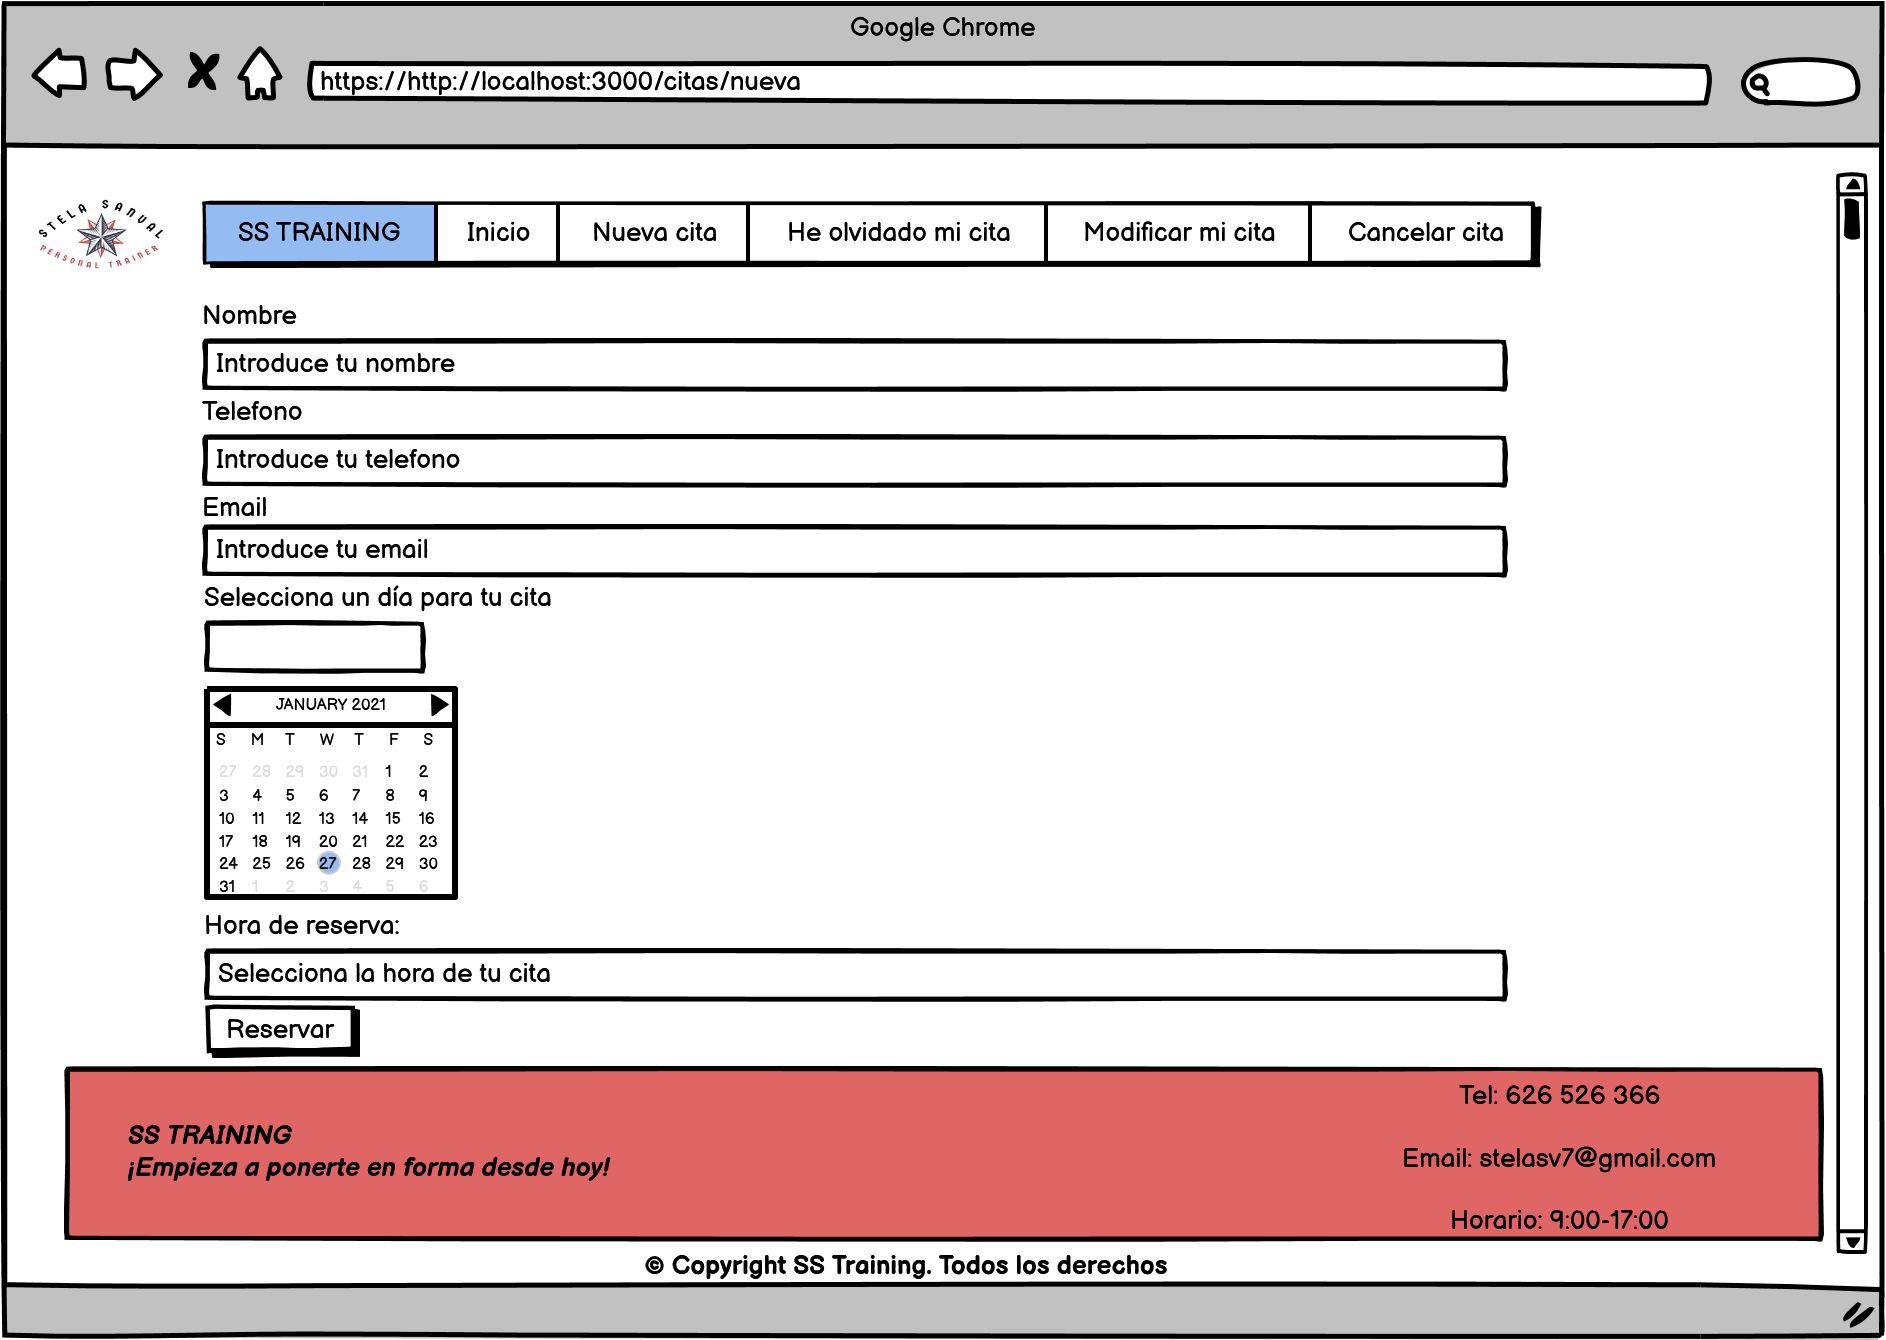 Google Chrome
https://http://localhost:3000/citas/nueva
STELA SANVAL
PERSONAL TRAINER
SS TRAINING Inicio Nueva cita He olvidado mi cita Modificar mi cita Cancelar cita
Nombre
Introduce tu nombre
Telefono
Introduce tu telefono
Email
Introduce tu email
Selecciona un día para tu cita
JANUARY 2021
S M T W T F S
27 28 29 30 31 1 2
3 4 5 6 7 8 9
10 11 12 13 14 15 16
17 18 19 20 21 22 23
24 25 26 27 28 29 30
31 1 2 3 4 5 6
Hora de reserva:
Selecciona la hora de tu cita
Reservar
SS TRAINING
¡Empieza a ponerte en forma desde hoy!
Tel: 626 526 366
Email: stelasv7@gmail.com
Horario: 9:00-17:00
© Copyright SS Training. Todos los derechos